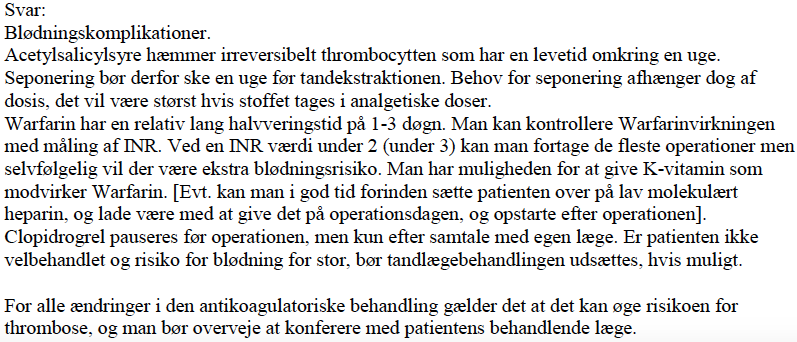 Svar:
Blødningskomplikationer.
Acetylsalicylsyre hæmmer irreversibelt thrombocytten som har en levetid omkring en uge.
Seponering bør derfor ske en uge før tandekstraktionen. Behov for seponering afhænger dog af
dosis, det vil være størst hvis stoffet tages i analgetiske doser.
Warfarin har en relativ lang halvveringstid på 1-3 døgn. Man kan kontrollere Warfarinvirkningen
med måling af INR. Ved en INR værdi under 2 (under 3) kan man fortage de fleste operationer men
selvfølgelig vil der være ekstra blødningsrisiko. Man har muligheden for at give K-vitamin som
modvirker Warfarin. [Evt. kan man i god tid forinden sætte patienten over på lav molekulært
heparin, og lade være med at give det på operationsdagen, og opstarte efter operationen].
Clopidrogrel pauseres før operationen, men kun efter samtale med egen læge. Er patienten ikke
velbehandlet og risiko for blødning for stor, bør tandlægebehandlingen udsættes, hvis muligt.
For alle ændringer i den antikoagulatoriske behandling gælder det at det kan øge risikoen for
thrombose, og man bør overveje at konferere med patientens behandlende læge.